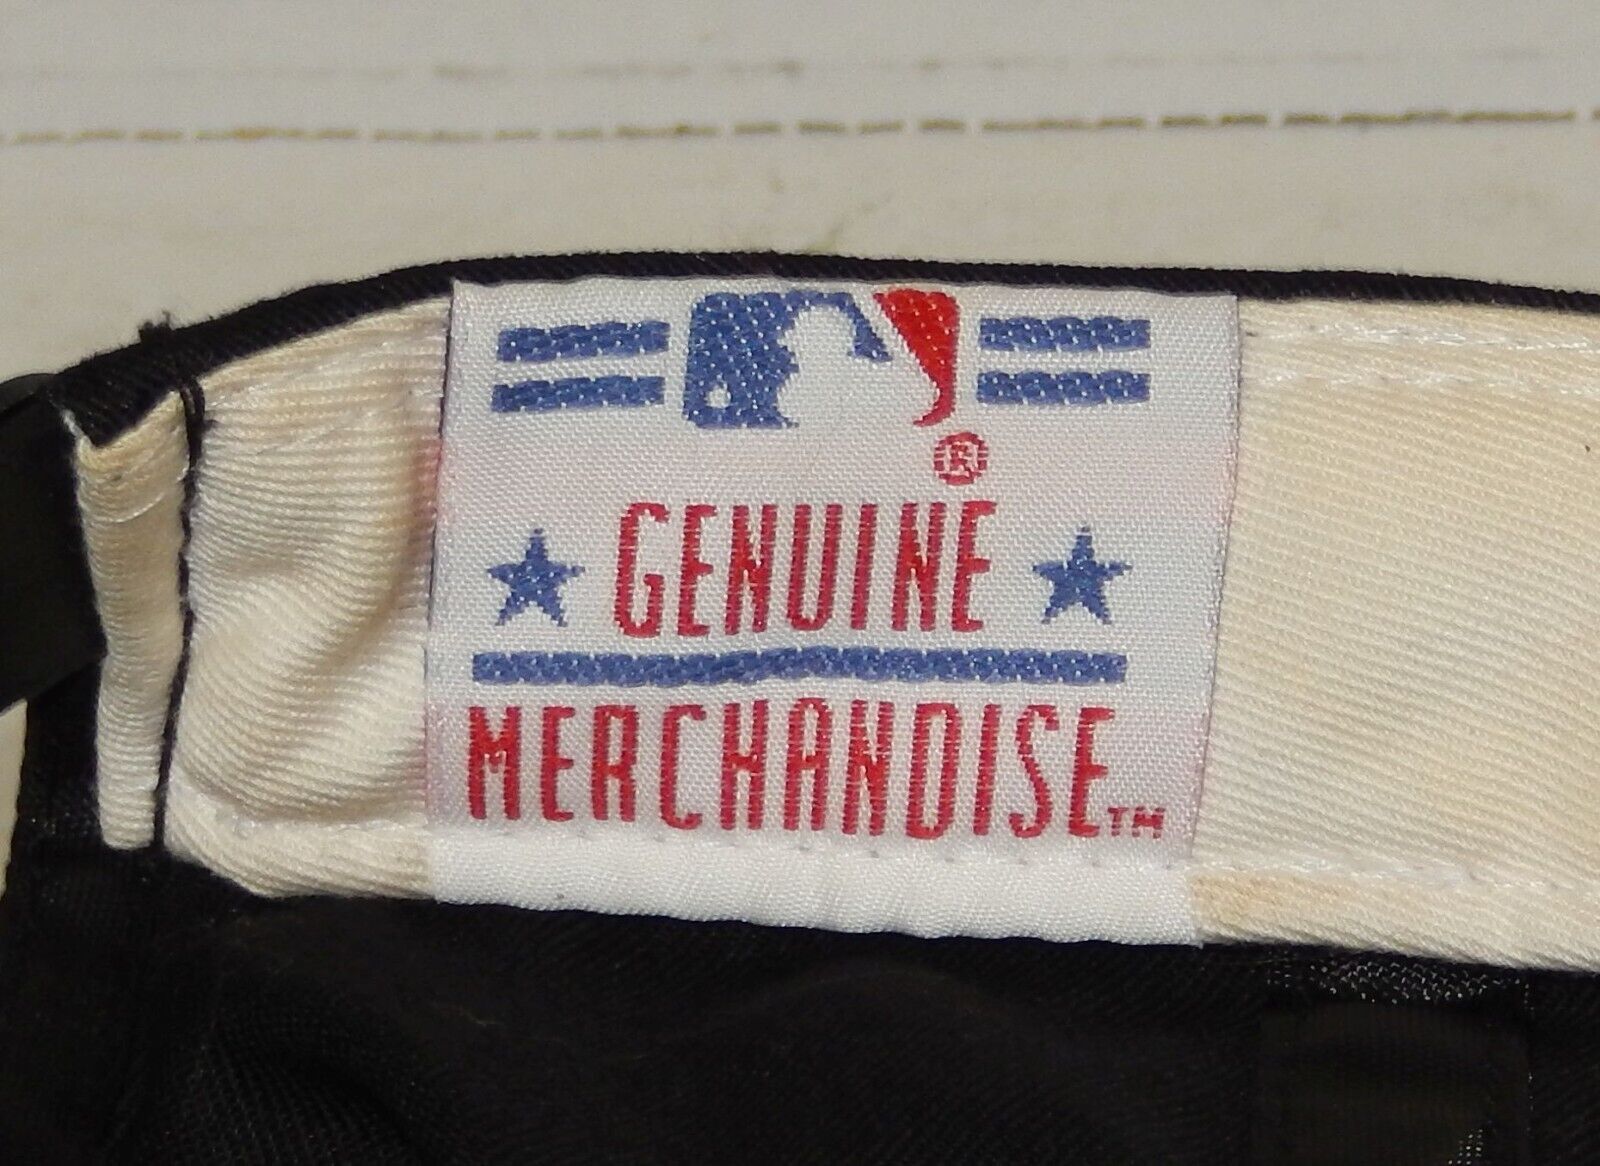 ®
GENUINE
MERCHANDISE™